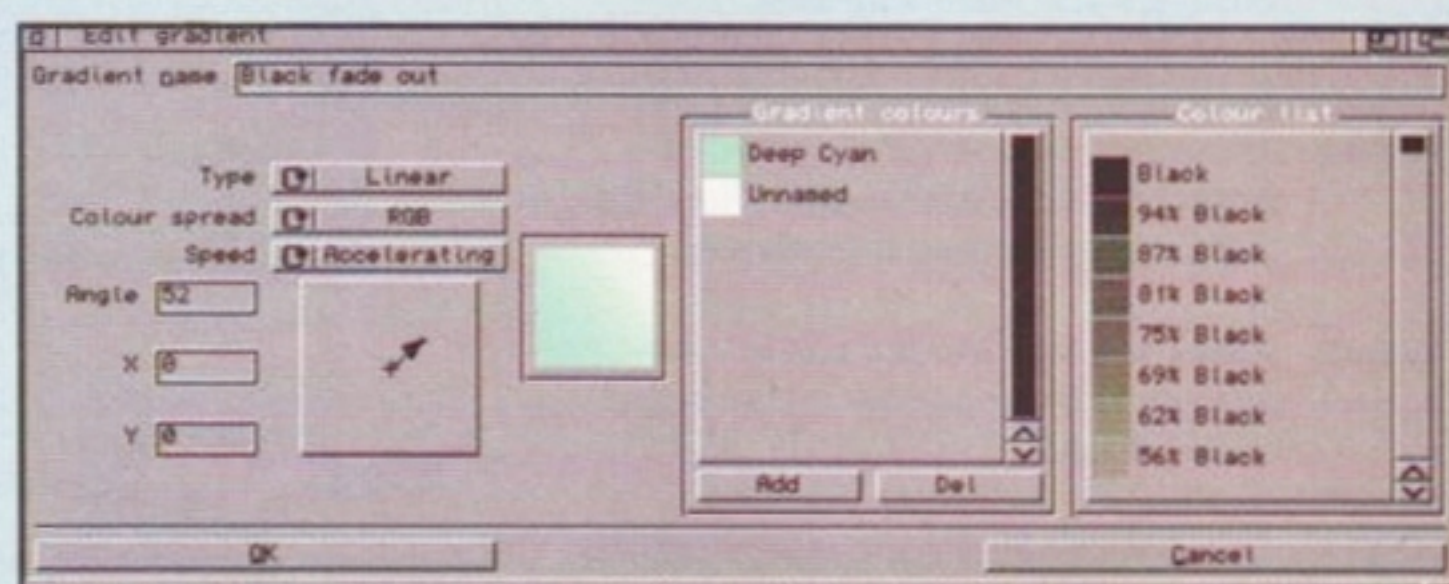 Edit gradient
Gradient name Black fade out
Type Linear
Colour spread RGB
Speed Accelerating
Angle 52
X 0
Y 0
Gradient colours
Deep Cyan
Unnamed
Add Del
Colour list
Black
94% Black
87% Black
81% Black
75% Black
69% Black
62% Black
56% Black
OK Cancel